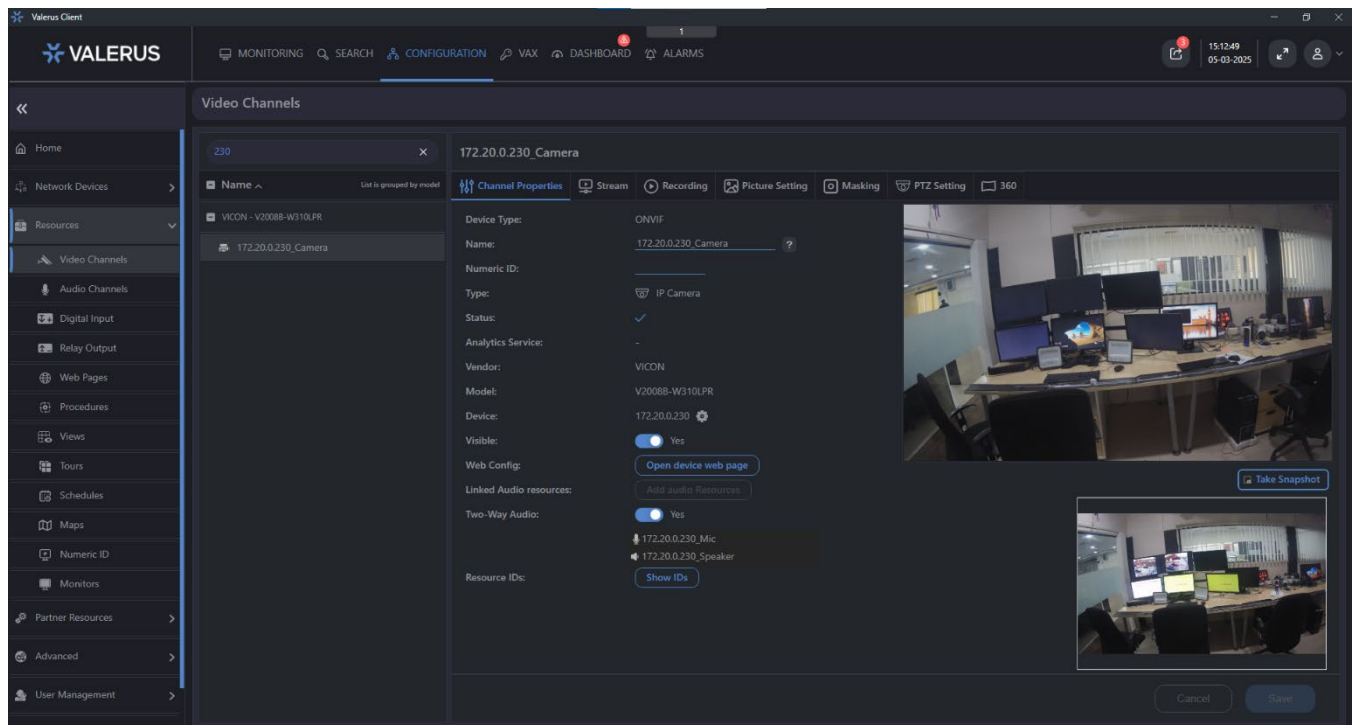 Valerus Client
VALERUS
MONITORING
SEARCH
CONFIGURATION
VAX
DASHBOARD
1
ALARMS
3
15:12:49
05-03-2025
Video Channels
Home
Network Devices
Resources
Video Channels
Audio Channels
Digital Input
Relay Output
Web Pages
Procedures
Views
Tours
Schedules
Maps
Numeric ID
Monitors
Partner Resources
Advanced
User Management
230
Name
List is grouped by model
VICON - V2008B-W310LPR
172.20.0.230_Camera
172.20.0.230_Camera
Channel Properties
Stream
Recording
Picture Setting
Masking
PTZ Setting
360
Device Type: ONVIF
Name: 172.20.0.230_Camera ?
Numeric ID:
Type: IP Camera
Status:
Analytics Service: -
Vendor: VICON
Model: V2008B-W310LPR
Device: 172.20.0.230
Visible: Yes
Web Config: Open device web page
Linked Audio resources: Add audio Resources
Two-Way Audio: Yes
172.20.0.230_Mic
172.20.0.230_Speaker
Resource IDs: Show IDs
Take Snapshot
Cancel
Save